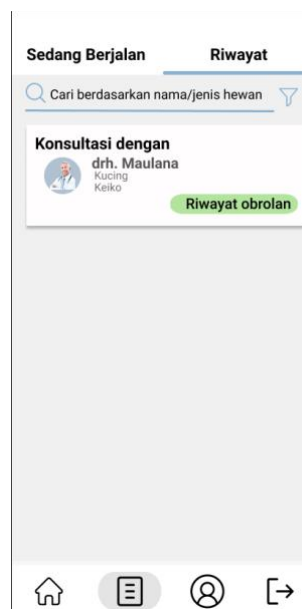 Sedang Berjalan Riwayat
Cari berdasarkan nama/jenis hewan
Konsultasi dengan
drh. Maulana
Kucing
Keiko
Riwayat obrolan